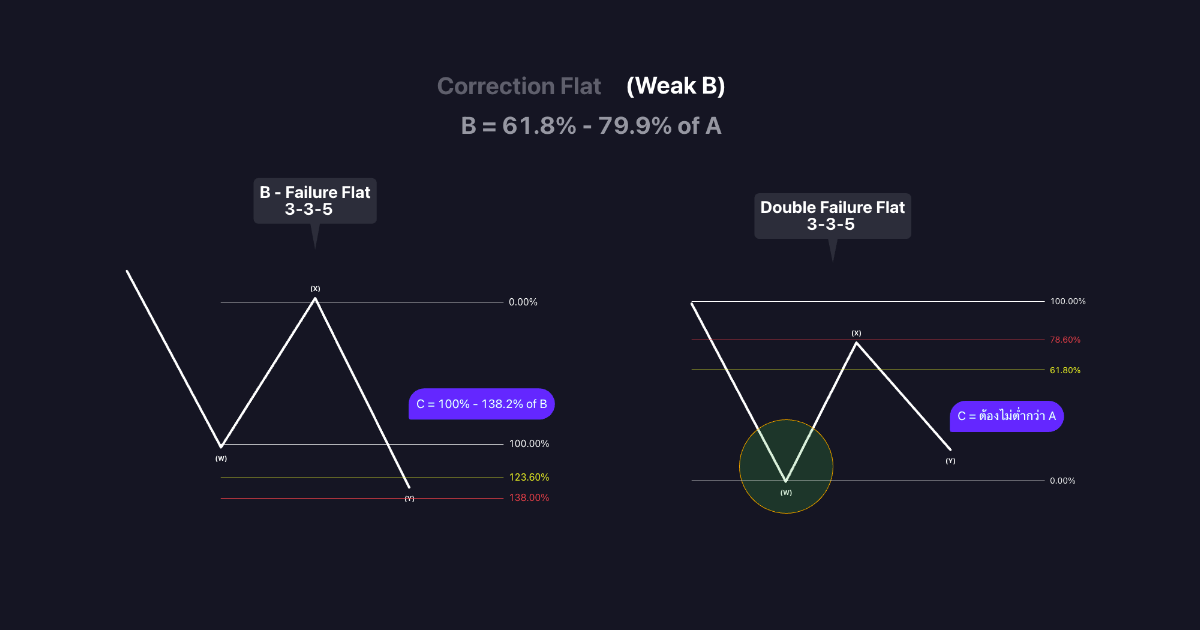 Correction Flat (Weak B)
B = 61.8% - 79.9% of A
B - Failure Flat
3-3-5
(X)
0.00%
C = 100% - 138.2% of B
100.00%
(W)
123.60%
138.00%
(Y)
Double Failure Flat
3-3-5
100.00%
(X)
78.60%
61.80%
C = ต้องไม่ต่ำกว่า A
(Y)
0.00%
(W)